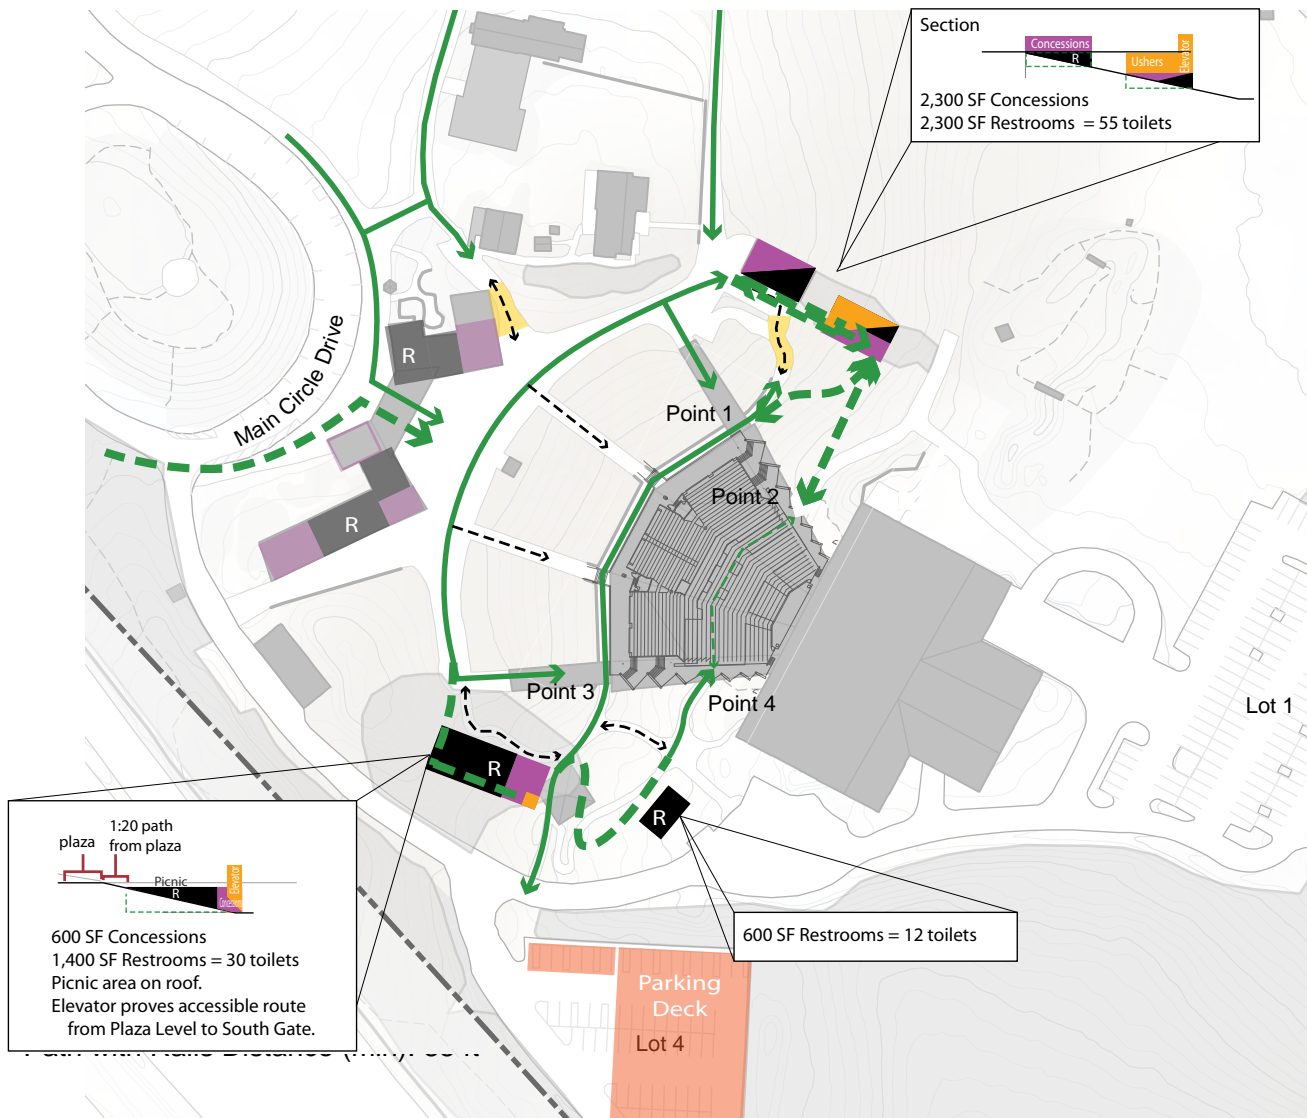 Section
Concessions
R
Ushers
Elevator
2,300 SF Concessions
2,300 SF Restrooms = 55 toilets
Main Circle Drive
R
R
Point 1
Point 2
Point 3
Point 4
Lot 1
R
R
plaza
1:20 path
from plaza
Picnic
R
Concessions
Elevator
600 SF Concessions
1,400 SF Restrooms = 30 toilets
Picnic area on roof.
Elevator proves accessible route
from Plaza Level to South Gate.
600 SF Restrooms = 12 toilets
Parking
Deck
Lot 4